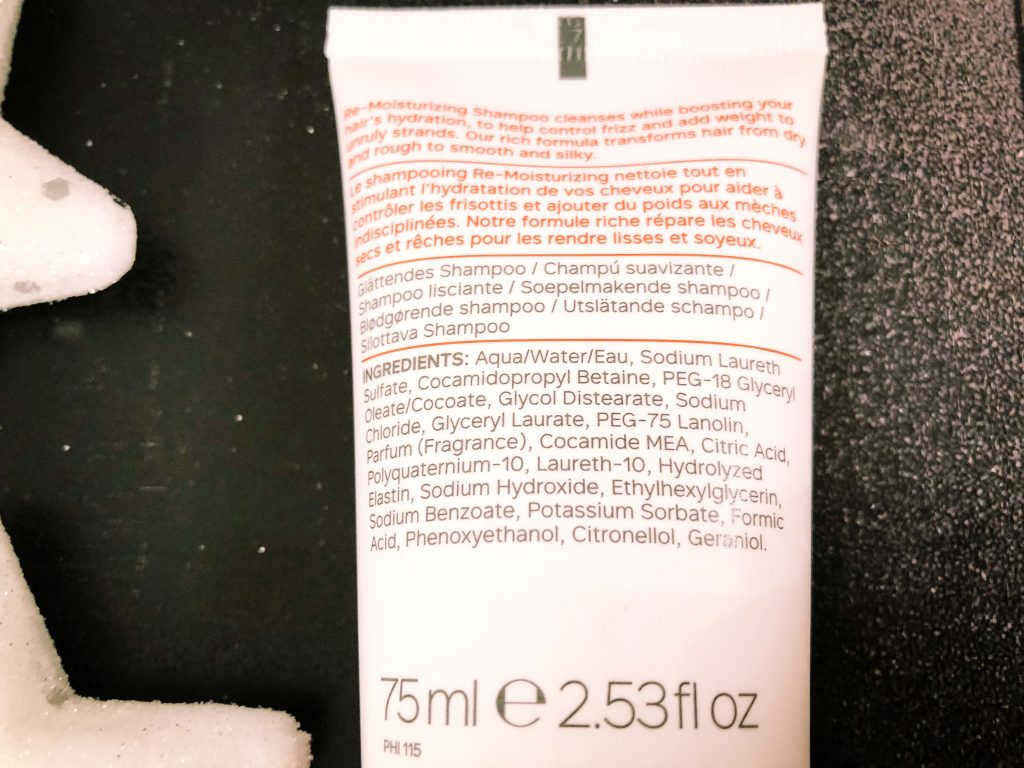 Re-Moisturizing Shampoo cleanses while boosting your
hair's hydration, to help control frizz and add weight to
unruly strands. Our rich formula transforms hair from dry
and rough to smooth and silky.
Le shampooing Re-Moisturizing nettoie tout en
stimulant l'hydratation de vos cheveux pour aider à
contrôler les frisottis et ajouter du poids aux mèches
indisciplinées. Notre formule riche répare les cheveux
secs et rêches pour les rendre lisses et soyeux.
Glättendes Shampoo / Champú suavizante /
Shampoo lisciante / Soepelmakende shampoo /
Blødgørende shampoo / Utslätande schampo /
Silottava Shampoo
INGREDIENTS: Aqua/Water/Eau, Sodium Laureth
Sulfate, Cocamidopropyl Betaine, PEG-18 Glyceryl
Oleate/Cocoate, Glycol Distearate, Sodium
Chloride, Glyceryl Laurate, PEG-75 Lanolin,
Parfum (Fragrance), Cocamide MEA, Citric Acid,
Polyquaternium-10, Laureth-10, Hydrolyzed
Elastin, Sodium Hydroxide, Ethylhexylglycerin,
Sodium Benzoate, Potassium Sorbate, Formic
Acid, Phenoxyethanol, Citronellol, Geraniol.
75ml e 2.53fl oz
PHI 115